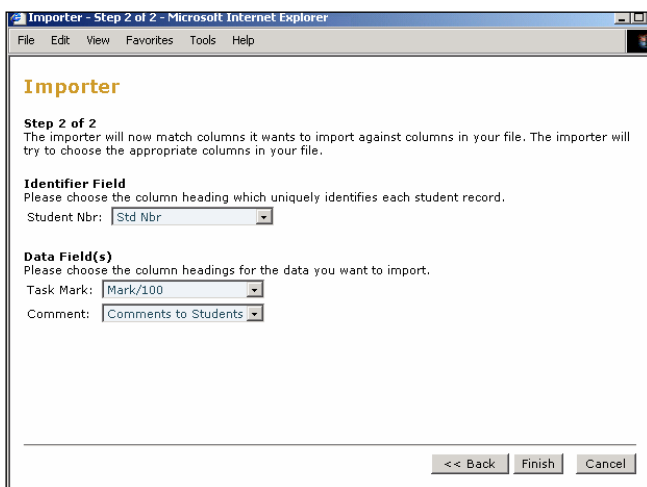 Importer - Step 2 of 2 - Microsoft Internet Explorer
File Edit View Favorites Tools Help
Importer
Step 2 of 2
The importer will now match columns it wants to import against columns in your file. The importer will
try to choose the appropriate columns in your file.
Identifier Field
Please choose the column heading which uniquely identifies each student record.
Student Nbr: Std Nbr
Data Field(s)
Please choose the column headings for the data you want to import.
Task Mark: Mark/100
Comment: Comments to Students
<< Back Finish Cancel